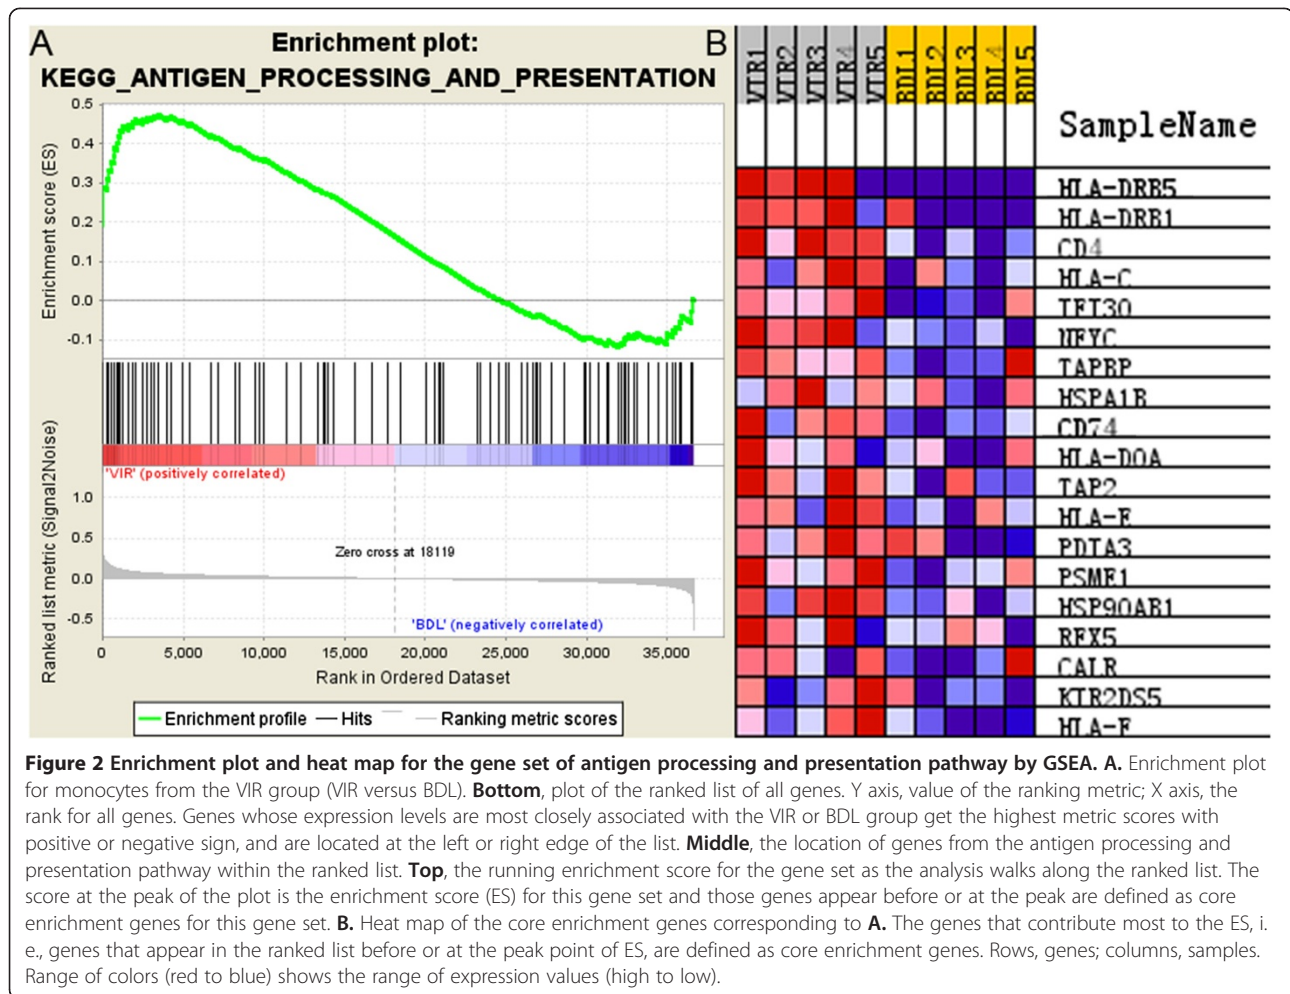 A
Enrichment plot:
KEGG_ANTIGEN_PROCESSING_AND_PRESENTATION
Enrichment score (ES)
0.5
0.4
0.3
0.2
0.1
0.0
-0.1
'VIR' (positively correlated)
Ranked list metric (Signal2Noise)
1.0
0.5
0.0
-0.5
Zero cross at 18119
'BDL' (negatively correlated)
0 5,000 10,000 15,000 20,000 25,000 30,000 35,000
Rank in Ordered Dataset
Enrichment profile Hits Ranking metric scores
B
VIR1 VIR2 VIR3 VIR4 VIR5 BDL1 BDL2 BDL3 BDL4 BDL5
SampleName
HLA-DRB5
HLA-DRB1
CD4
HLA-C
IFI30
NFYC
TAPBP
HSPA1B
CD74
HLA-DOA
TAP2
HLA-E
PDIA3
PSME1
HSP90AB1
RFX5
CALR
KIR2DS5
HLA-F
Figure 2 Enrichment plot and heat map for the gene set of antigen processing and presentation pathway by GSEA. A. Enrichment plot
for monocytes from the VIR group (VIR versus BDL). Bottom, plot of the ranked list of all genes. Y axis, value of the ranking metric; X axis, the
rank for all genes. Genes whose expression levels are most closely associated with the VIR or BDL group get the highest metric scores with
positive or negative sign, and are located at the left or right edge of the list. Middle, the location of genes from the antigen processing and
presentation pathway within the ranked list. Top, the running enrichment score for the gene set as the analysis walks along the ranked list. The
score at the peak of the plot is the enrichment score (ES) for this gene set and those genes appear before or at the peak are defined as core
enrichment genes for this gene set. B. Heat map of the core enrichment genes corresponding to A. The genes that contribute most to the ES, i.
e., genes that appear in the ranked list before or at the peak point of ES, are defined as core enrichment genes. Rows, genes; columns, samples.
Range of colors (red to blue) shows the range of expression values (high to low).